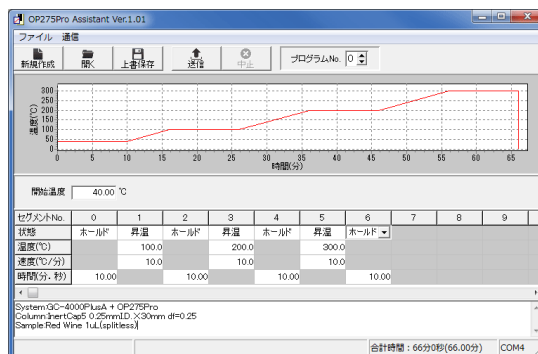 OP275Pro Assistant Ver.1.01
ファイル 通信
新規作成 開く 上書保存 送信 中止 プログラムNo. 0
温度(℃)
300
250
200
150
100
50
0
0 5 10 15 20 25 30 35 40 45 50 55 60 65
時間(分)
開始温度 40.00 ℃
セグメントNo. 0 1 2 3 4 5 6 7 8 9
状態 ホールド 昇温 ホールド 昇温 ホールド 昇温 ホールド
温度(℃) 100.0 200.0 300.0
速度(℃/分) 10.0 10.0 10.0
時間(分.秒) 10.00 10.00 10.00 10.00
System:GC-4000PlusA + OP275Pro
Column:InertCap5 0.25mmI.D.×30mm df=0.25
Sample:Red Wine 1uL(splitless)
合計時間：66分0秒(66.00分) COM4